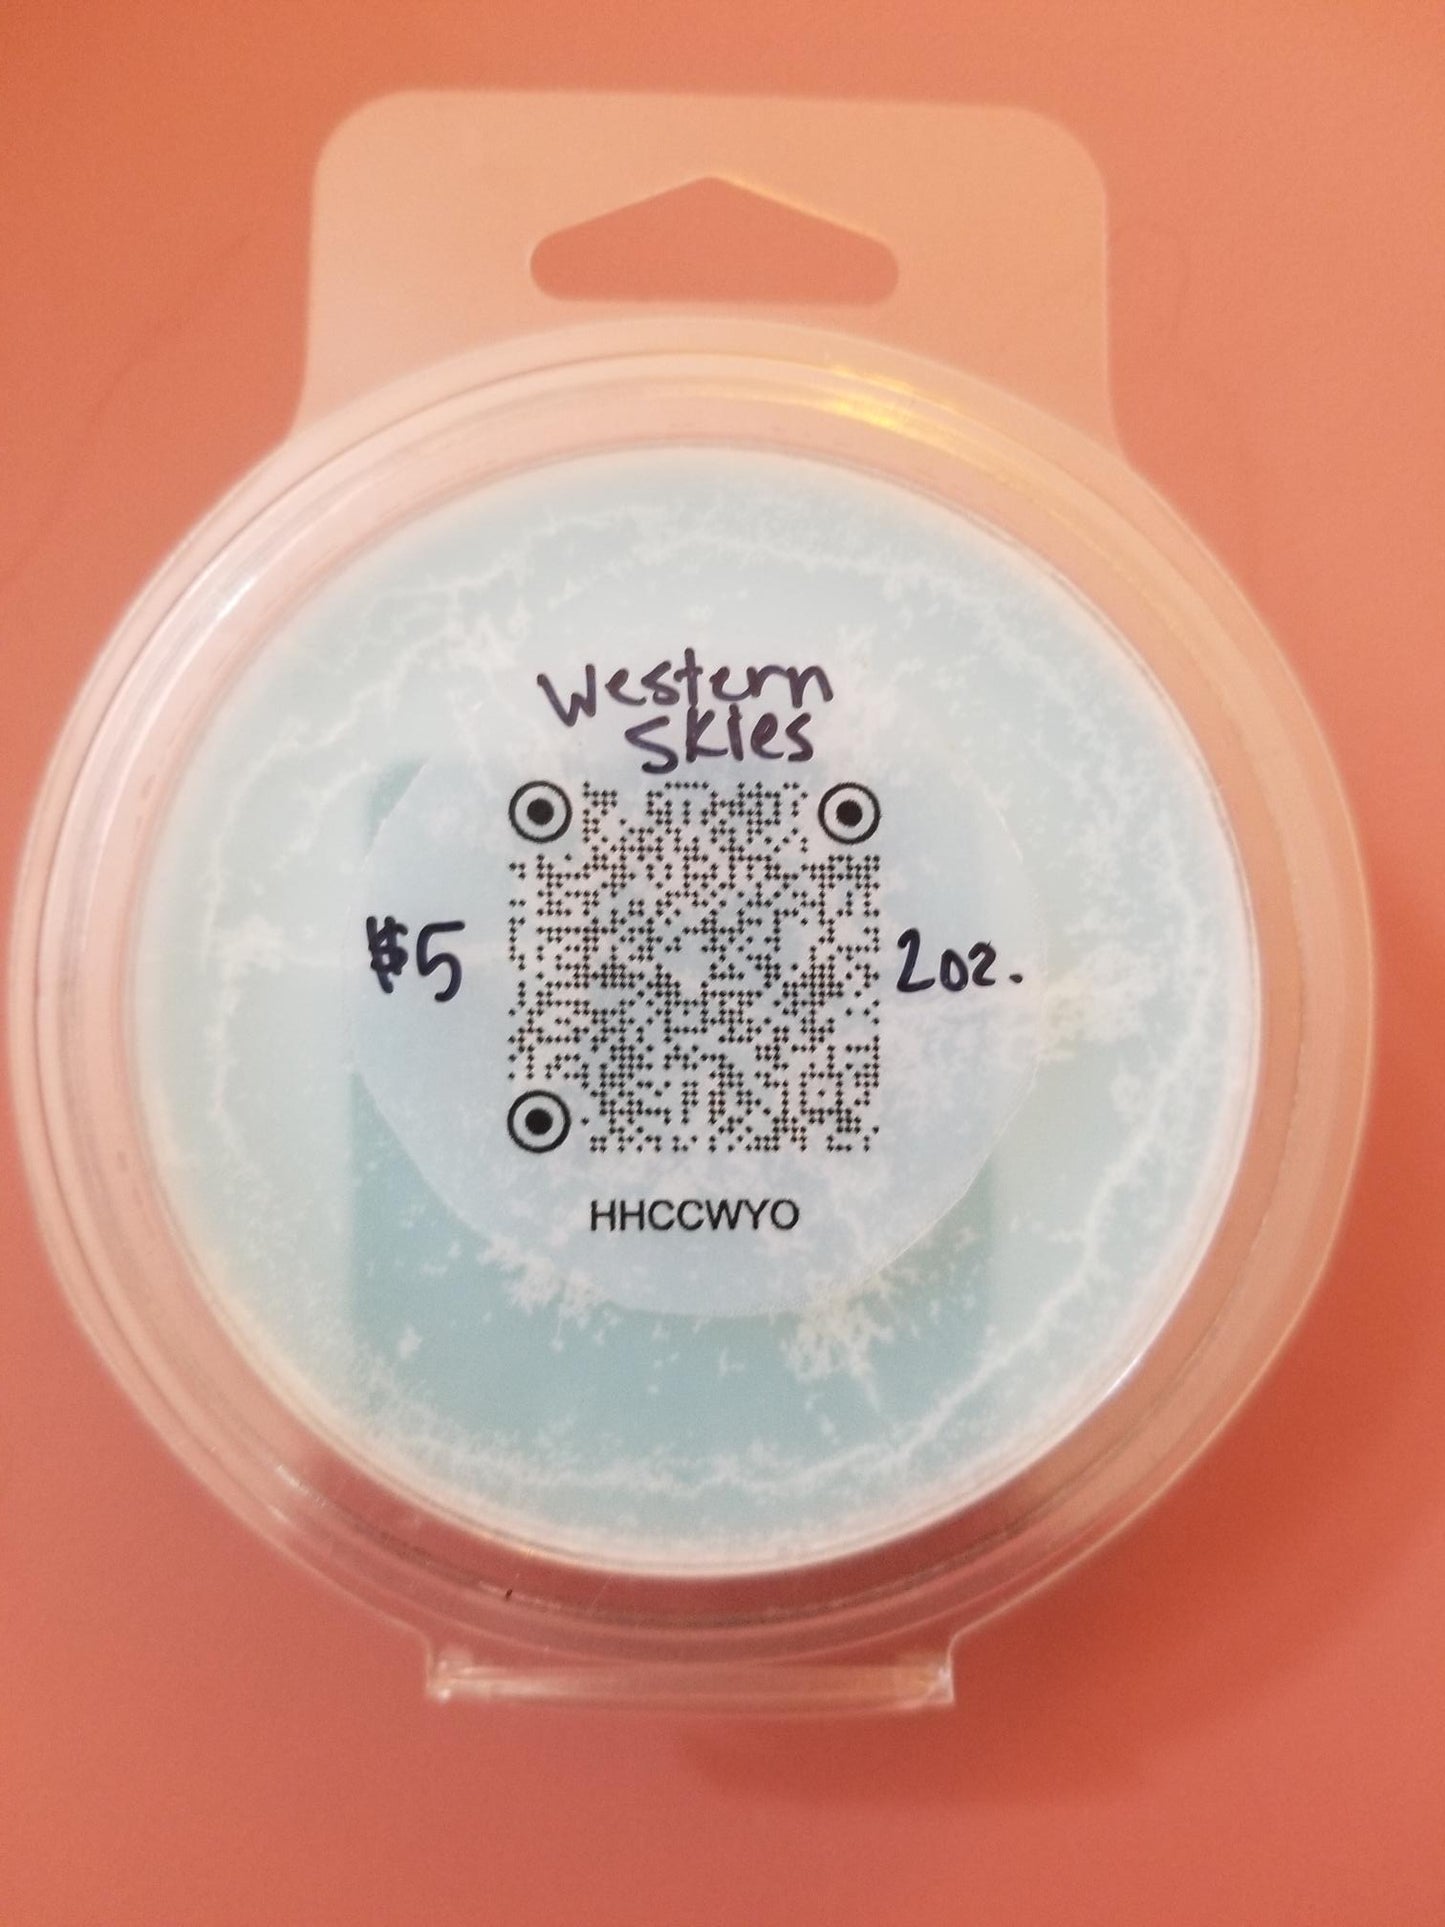 Western
Skies
$5
2oz.
HHCCWYO